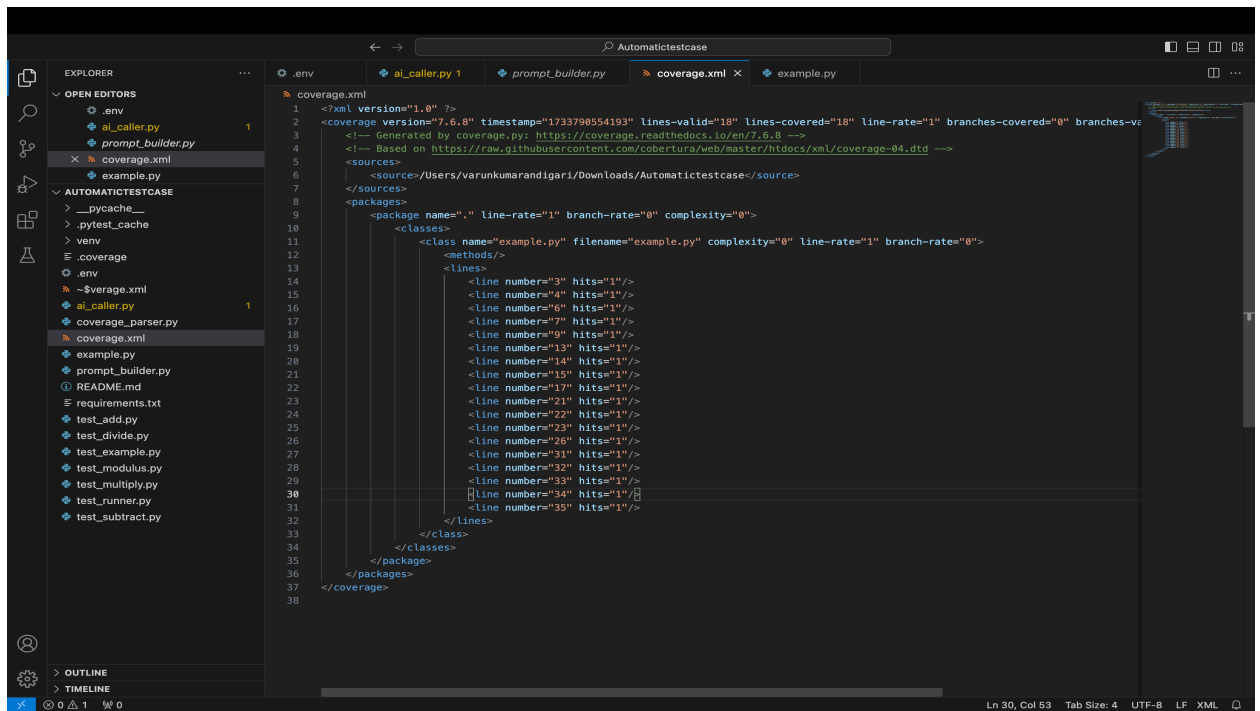 Automatictestcase
EXPLORER
OPEN EDITORS
.env
ai_caller.py 1
prompt_builder.py
coverage.xml
example.py
AUTOMATICTESTCASE
__pycache__
.pytest_cache
venv
.coverage
.env
~$verage.xml
ai_caller.py 1
coverage_parser.py
coverage.xml
example.py
prompt_builder.py
README.md
requirements.txt
test_add.py
test_divide.py
test_example.py
test_modulus.py
test_multiply.py
test_runner.py
test_subtract.py
OUTLINE
TIMELINE
.env ai_caller.py 1 prompt_builder.py coverage.xml example.py
coverage.xml
1 <?xml version="1.0" ?>
2 <coverage version="7.6.8" timestamp="1733790554193" lines-valid="18" lines-covered="18" line-rate="1" branches-covered="0" branches-va
3 <!-- Generated by coverage.py: https://coverage.readthedocs.io/en/7.6.8 -->
4 <!-- Based on https://raw.githubusercontent.com/cobertura/web/master/htdocs/xml/coverage-04.dtd -->
5 <sources>
6 <source>/Users/varunkumarandigari/Downloads/Automatictestcase</source>
7 </sources>
8 <packages>
9 <package name="." line-rate="1" branch-rate="0" complexity="0">
10 <classes>
11 <class name="example.py" filename="example.py" complexity="0" line-rate="1" branch-rate="0">
12 <methods/>
13 <lines>
14 <line number="3" hits="1"/>
15 <line number="4" hits="1"/>
16 <line number="6" hits="1"/>
17 <line number="7" hits="1"/>
18 <line number="9" hits="1"/>
19 <line number="13" hits="1"/>
20 <line number="14" hits="1"/>
21 <line number="15" hits="1"/>
22 <line number="17" hits="1"/>
23 <line number="21" hits="1"/>
24 <line number="22" hits="1"/>
25 <line number="23" hits="1"/>
26 <line number="26" hits="1"/>
27 <line number="31" hits="1"/>
28 <line number="32" hits="1"/>
29 <line number="33" hits="1"/>
30 <line number="34" hits="1"/>
31 <line number="35" hits="1"/>
32 </lines>
33 </class>
34 </classes>
35 </package>
36 </packages>
37 </coverage>
38
0 1 0 Ln 30, Col 53 Tab Size: 4 UTF-8 LF XML